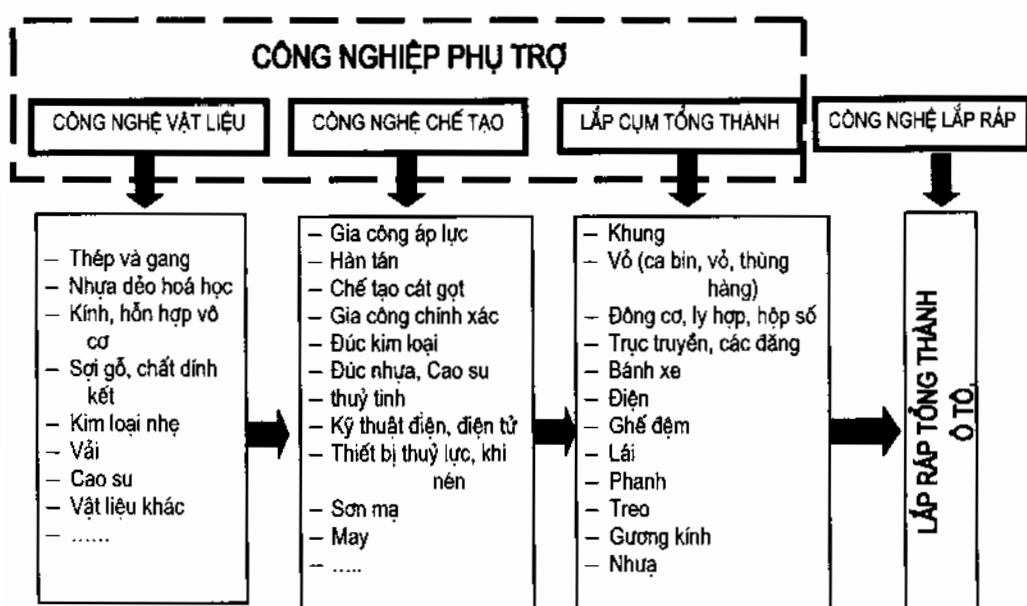 CÔNG NGHIỆP PHỤ TRỢ
CÔNG NGHỆ VẬT LIỆU
CÔNG NGHỆ CHẾ TẠO
LẮP CỤM TỔNG THÀNH
CÔNG NGHỆ LẮP RÁP
– Thép và gang
– Nhựa dẻo hoá học
– Kính, hỗn hợp vô
cơ
– Sợi gỗ, chất dính
kết
– Kim loại nhẹ
– Vải
– Cao su
– Vật liệu khác
– ......
– Gia công áp lực
– Hàn tán
– Chế tạo cát gọt
– Gia công chính xác
– Đúc kim loại
– Đúc nhựa, Cao su
– thuỷ tinh
– Kỹ thuât điện, điện tử
– Thiết bị thuỷ lực, khi
nén
– Sơn mạ
– May
– .....
– Khung
– Vỏ (ca bin, vỏ, thùng
hàng)
– Đông cơ, ly hợp, hộp số
– Trục truyền, các đăng
– Bánh xe
– Điện
– Ghế đệm
– Lái
– Phanh
– Treo
– Gương kính
– Nhựa
LẮP RÁP TỔNG THÀNH
Ô TÔ,